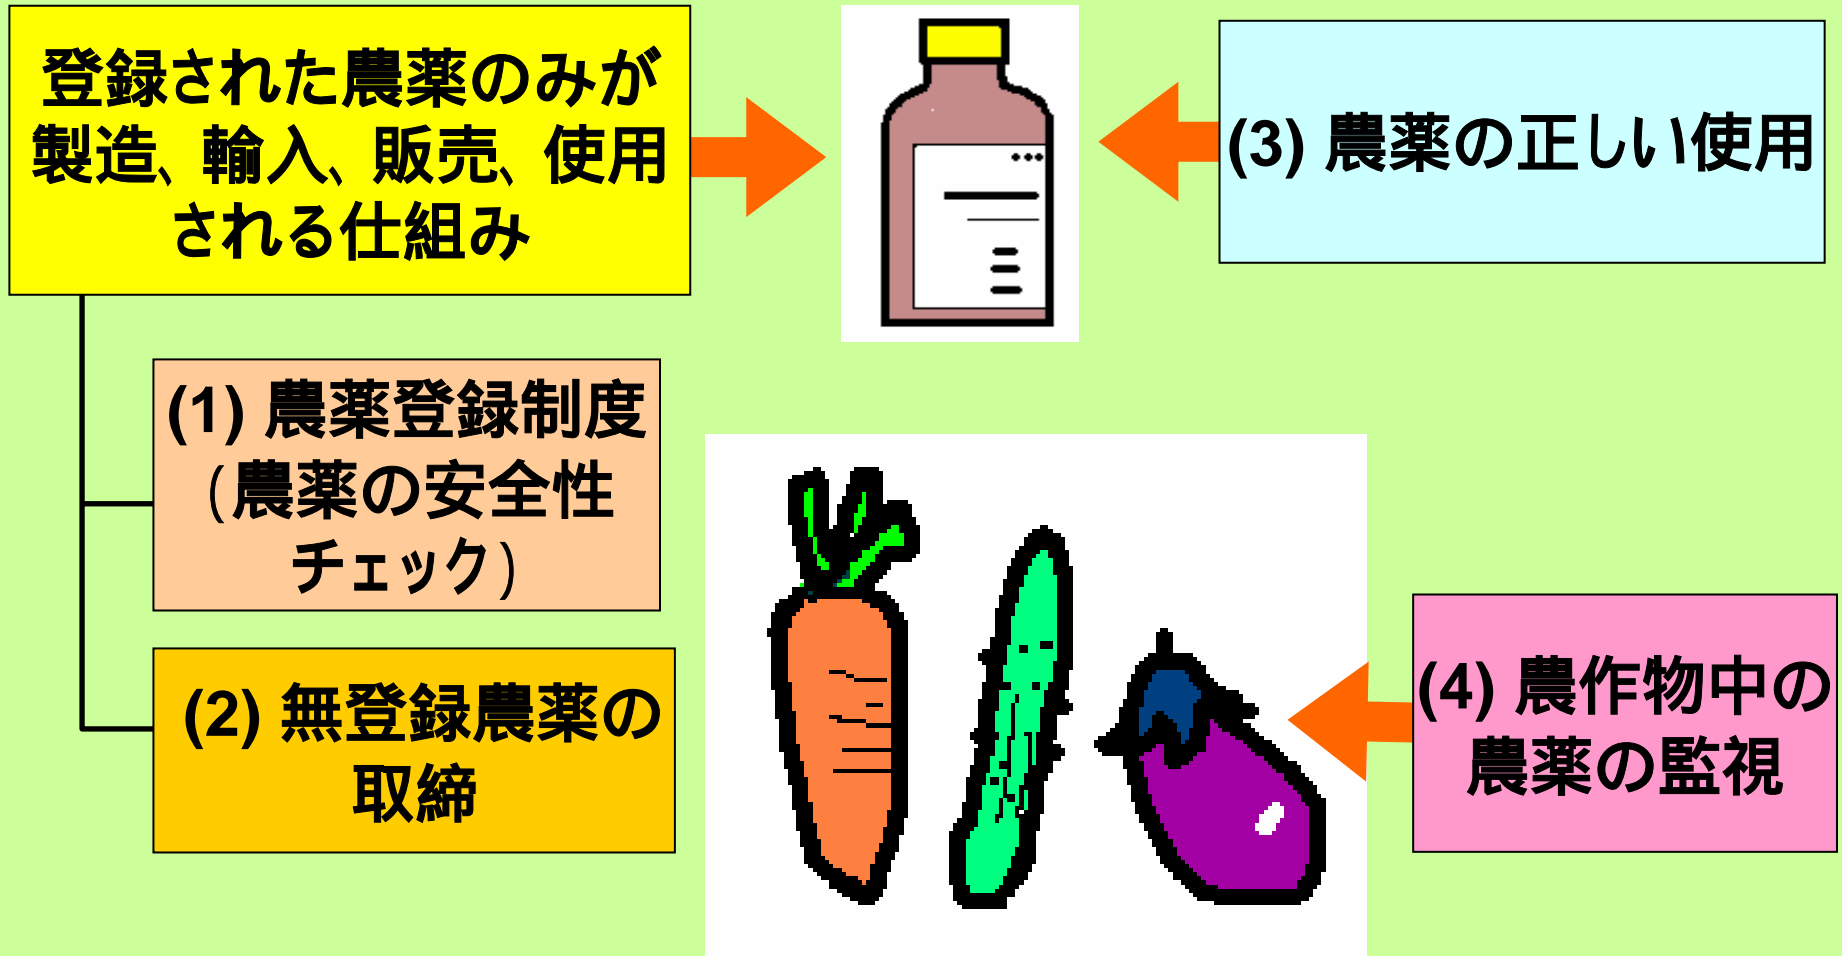 登録された農薬のみが
製造、輸入、販売、使用
される仕組み
(3) 農薬の正しい使用
(1) 農薬登録制度
(農薬の安全性
チェック)
(2) 無登録農薬の
取締
(4) 農作物中の
農薬の監視